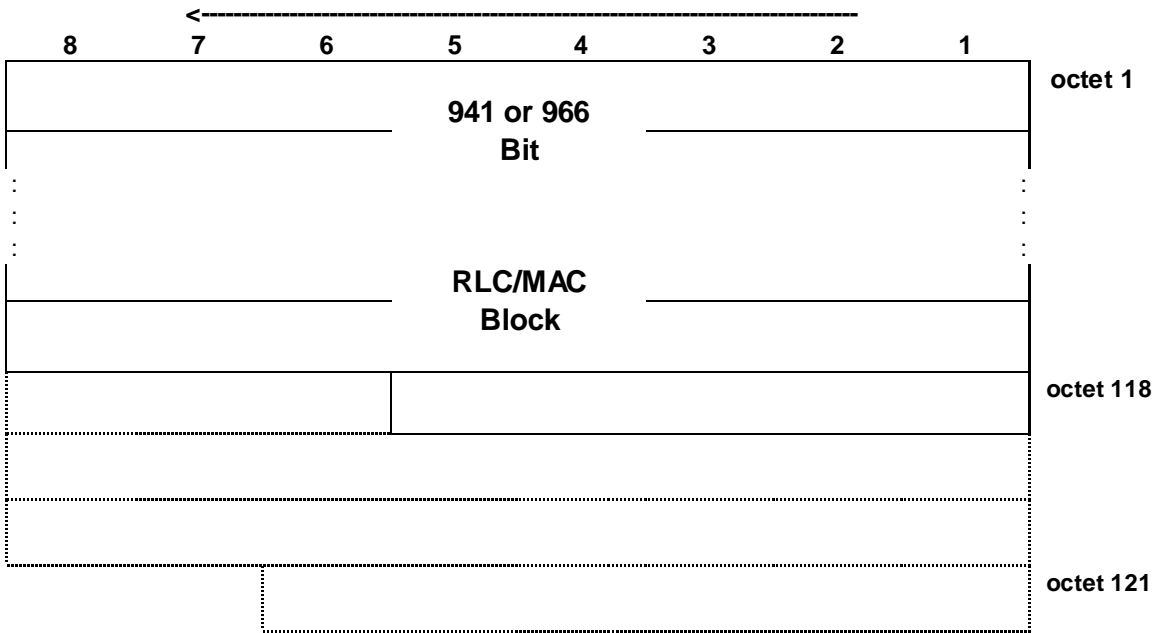 8 7 6 5 4 3 2 1
octet 1
941 or 966
Bit
RLC/MAC
Block
octet 118
octet 121